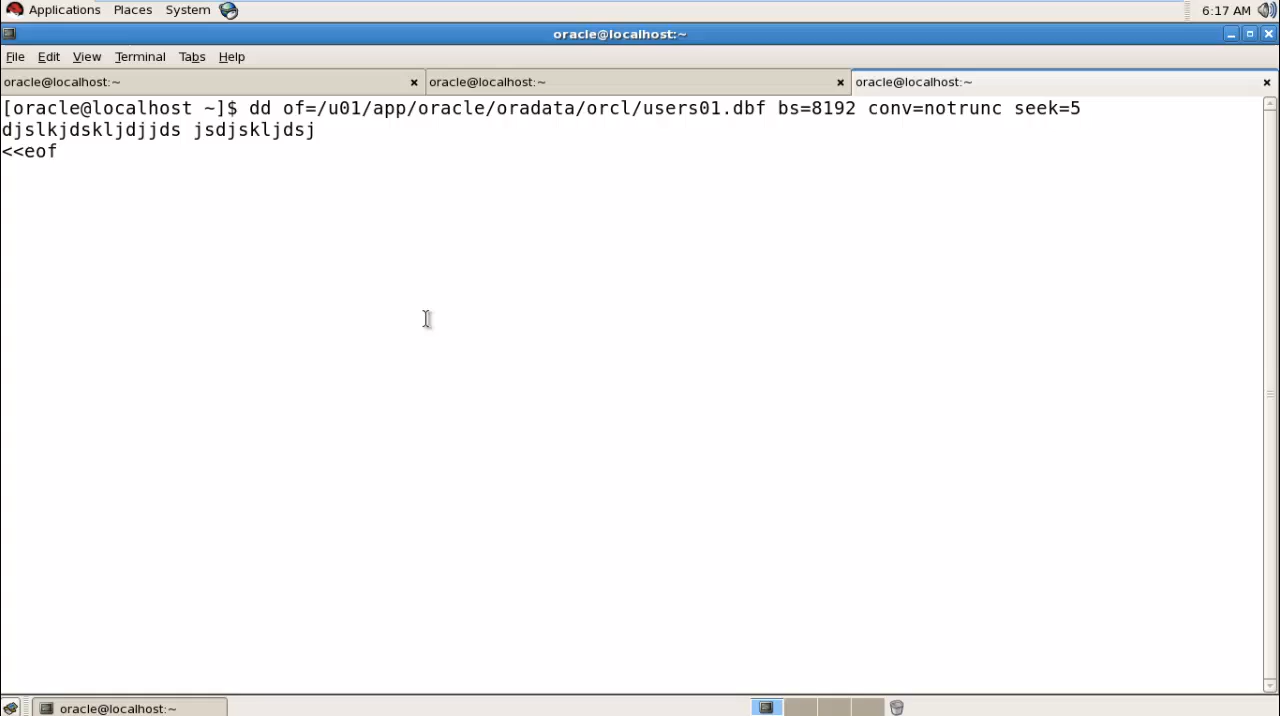 Applications Places System 6:17 AM
oracle@localhost:~
File Edit View Terminal Tabs Help
oracle@localhost:~ oracle@localhost:~ oracle@localhost:~
[oracle@localhost ~]$ dd of=/u01/app/oracle/oradata/orcl/users01.dbf bs=8192 conv=notrunc seek=5
djslkjdskljdjjds jsdjskljdsj
<<eof
oracle@localhost:~